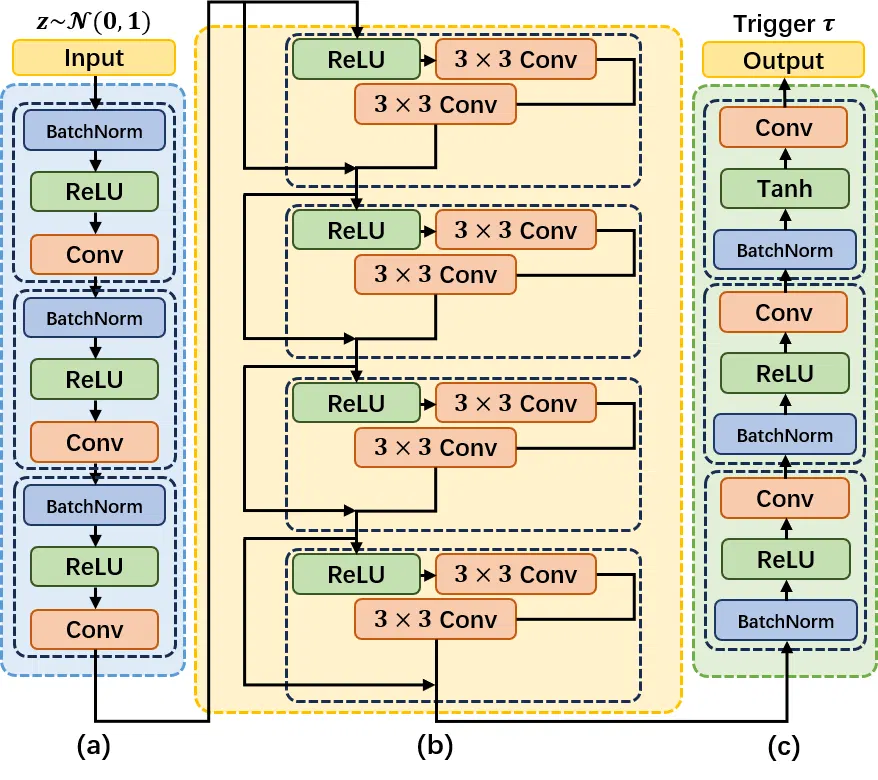 z~𝒩(0, 1)
Input
BatchNorm
ReLU
Conv
BatchNorm
ReLU
Conv
BatchNorm
ReLU
Conv
(a)
ReLU
3 × 3 Conv
3 × 3 Conv
ReLU
3 × 3 Conv
3 × 3 Conv
ReLU
3 × 3 Conv
3 × 3 Conv
ReLU
3 × 3 Conv
3 × 3 Conv
(b)
Trigger τ
Output
Conv
Tanh
BatchNorm
Conv
ReLU
BatchNorm
Conv
ReLU
BatchNorm
(c)